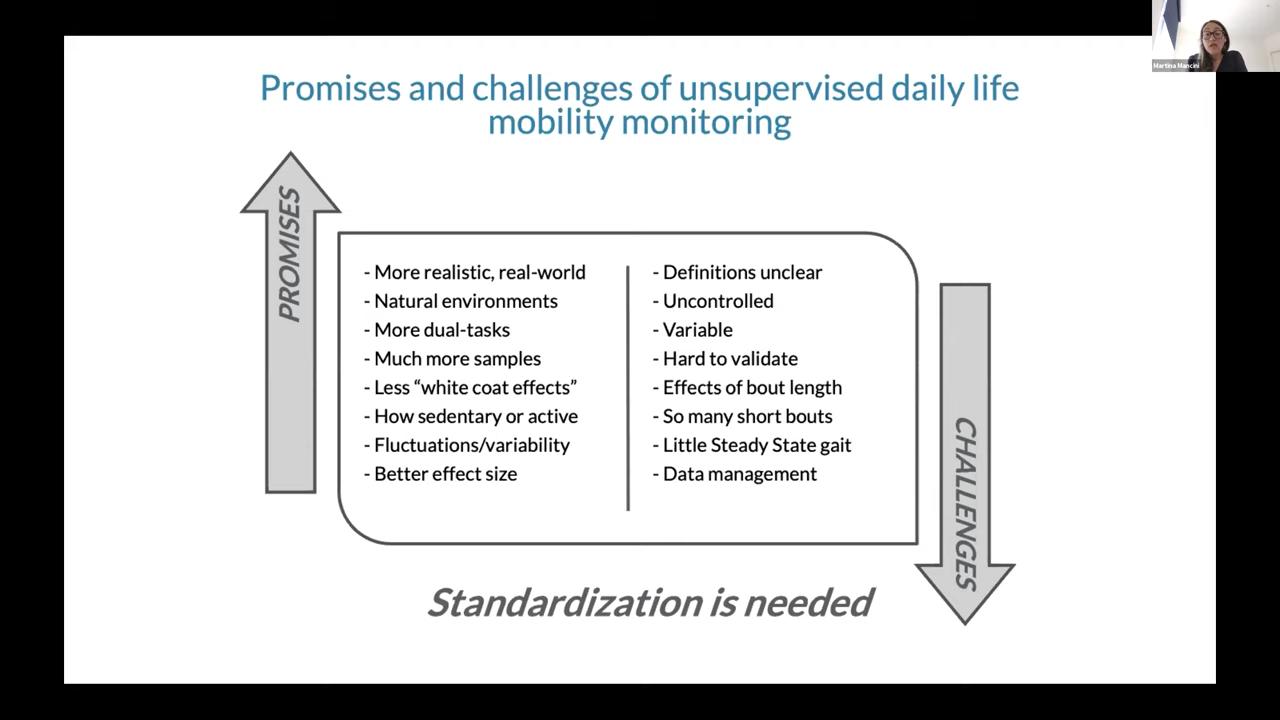 Martina Mancini
Promises and challenges of unsupervised daily life
mobility monitoring
PROMISES
- More realistic, real-world
- Natural environments
- More dual-tasks
- Much more samples
- Less “white coat effects”
- How sedentary or active
- Fluctuations/variability
- Better effect size
- Definitions unclear
- Uncontrolled
- Variable
- Hard to validate
- Effects of bout length
- So many short bouts
- Little Steady State gait
- Data management
CHALLENGES
Standardization is needed